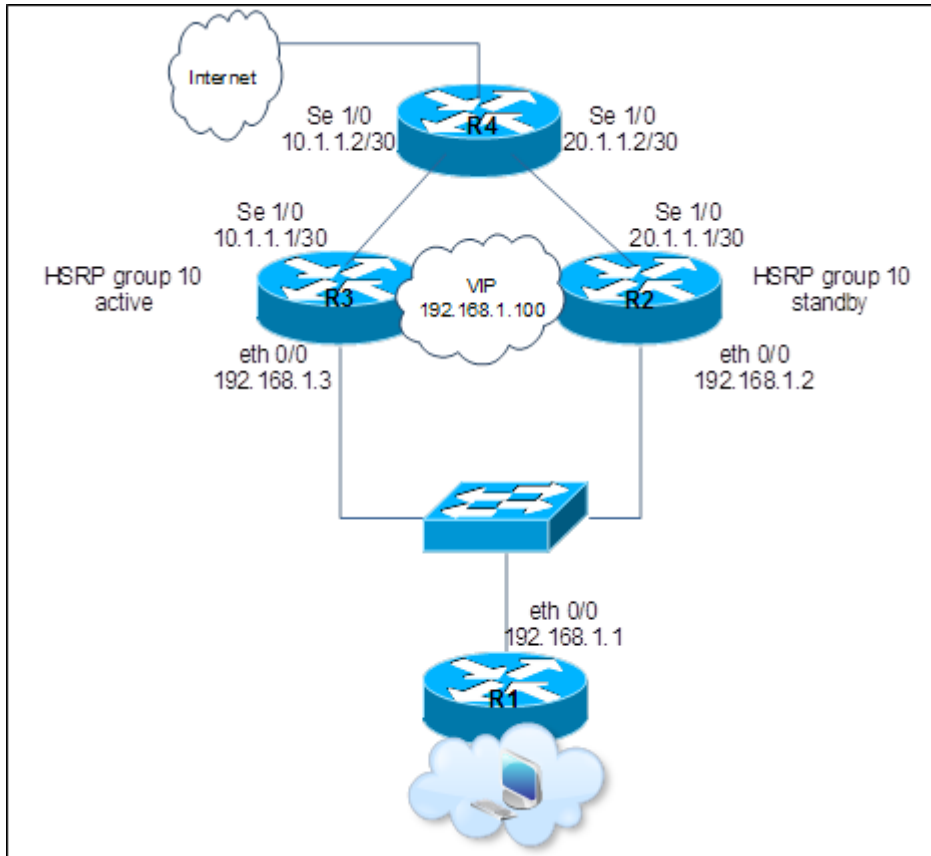 Internet
R4
Se 1/0
10.1.1.2/30
Se 1/0
20.1.1.2/30
Se 1/0
10.1.1.1/30
Se 1/0
20.1.1.1/30
HSRP group 10
active
R3
VIP
192.168.1.100
R2
HSRP group 10
standby
eth 0/0
192.168.1.3
eth 0/0
192.168.1.2
eth 0/0
192.168.1.1
R1